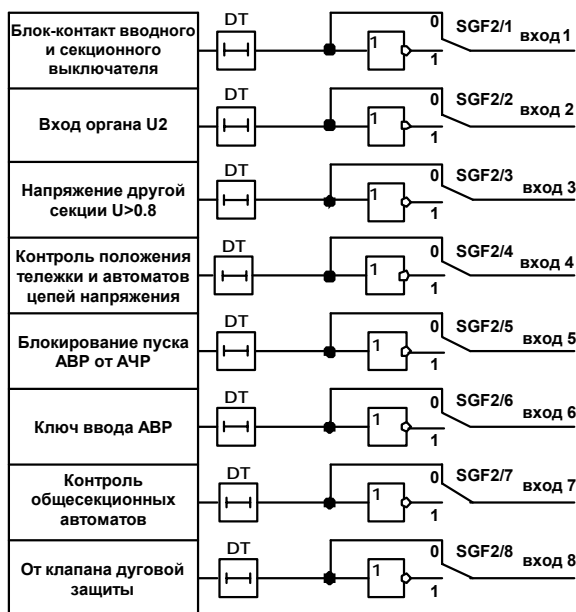 Блок-контакт вводного
и секционного
выключателя
DT
1
0
1
SGF2/1
вход 1
Вход органа U2
DT
1
0
1
SGF2/2
вход 2
Напряжение другой
секции U>0.8
DT
1
0
1
SGF2/3
вход 3
Контроль положения
тележки и автоматов
цепей напряжения
DT
1
0
1
SGF2/4
вход 4
Блокирование пуска
АВР от АЧР
DT
1
0
1
SGF2/5
вход 5
Ключ ввода АВР
DT
1
0
1
SGF2/6
вход 6
Контроль
общесекционных
автоматов
DT
1
0
1
SGF2/7
вход 7
От клапана дуговой
защиты
DT
1
0
1
SGF2/8
вход 8